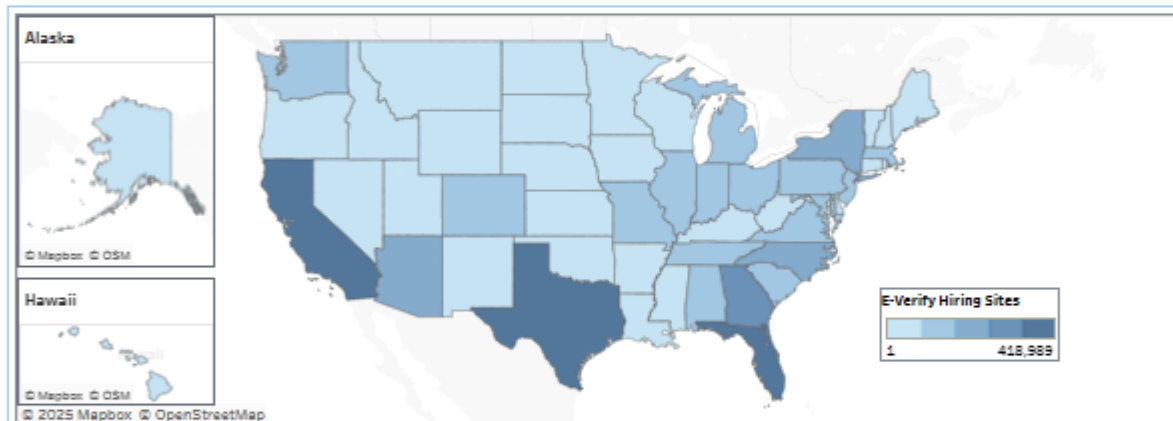 Alaska
© Mapbox © OSM
Hawaii
© Mapbox © OSM
© 2025 Mapbox © OpenStreetMap
E-Verify Hiring Sites
1 418,989